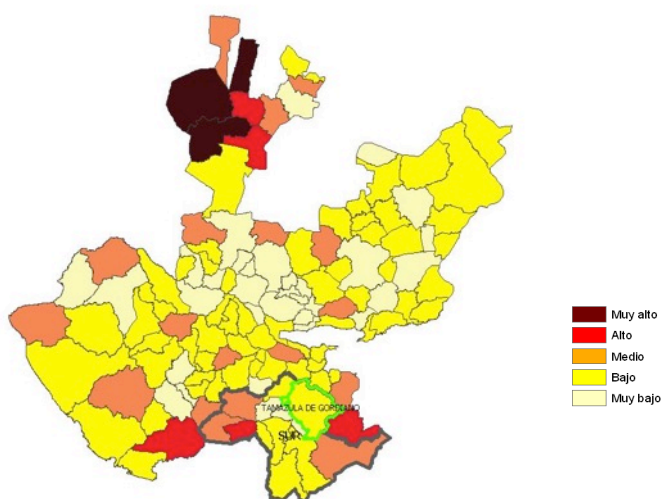 Muy alto
Alto
Medio
Bajo
Muy bajo
TAMAZULA DE GORDIANO
SUR